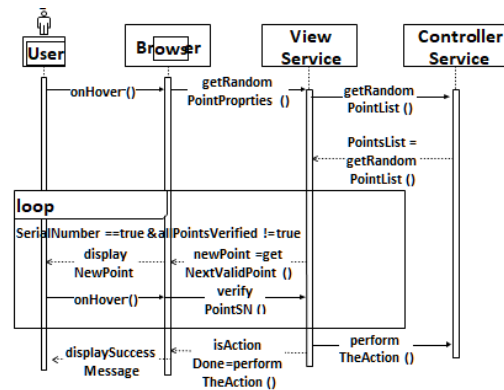 User
Browser
View
Service
Controller
Service
onHover()
getRandom
PointProprties ()
getRandom
PointList()
PointsList =
getRandom
PointList ()
loop
SerialNumber ==true &allPointsVerified !=true
display
NewPoint
newPoint =get
NextValidPoint ()
onHover()
verify
PointSN()
displaySuccess
Message
isAction
Done=perform
TheAction ()
perform
TheAction ()